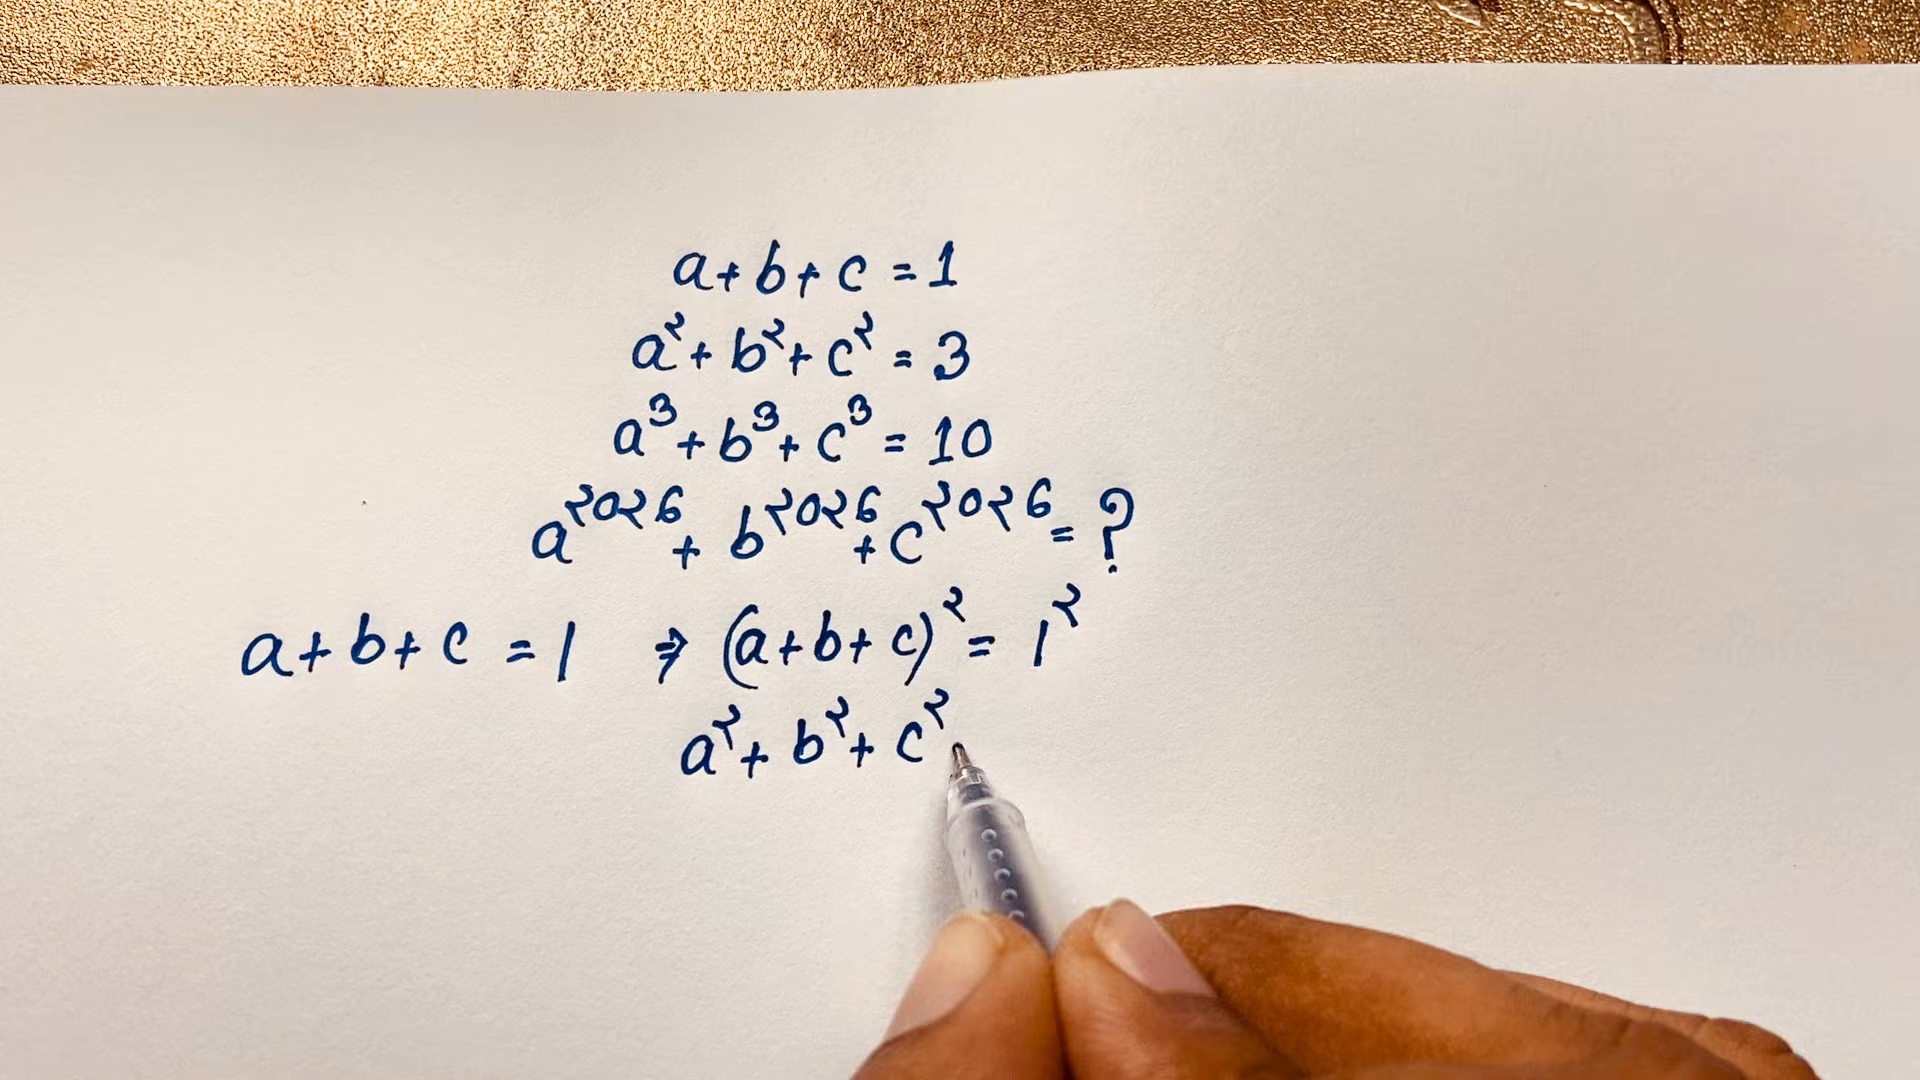 a+b+c = 1
a²+b²+c² = 3
a³+b³+c³ = 10
a²⁰²⁶+b²⁰²⁶+c²⁰²⁶ = ?
a+b+c = 1 ⇒ (a+b+c)² = 1²
a²+b²+c²